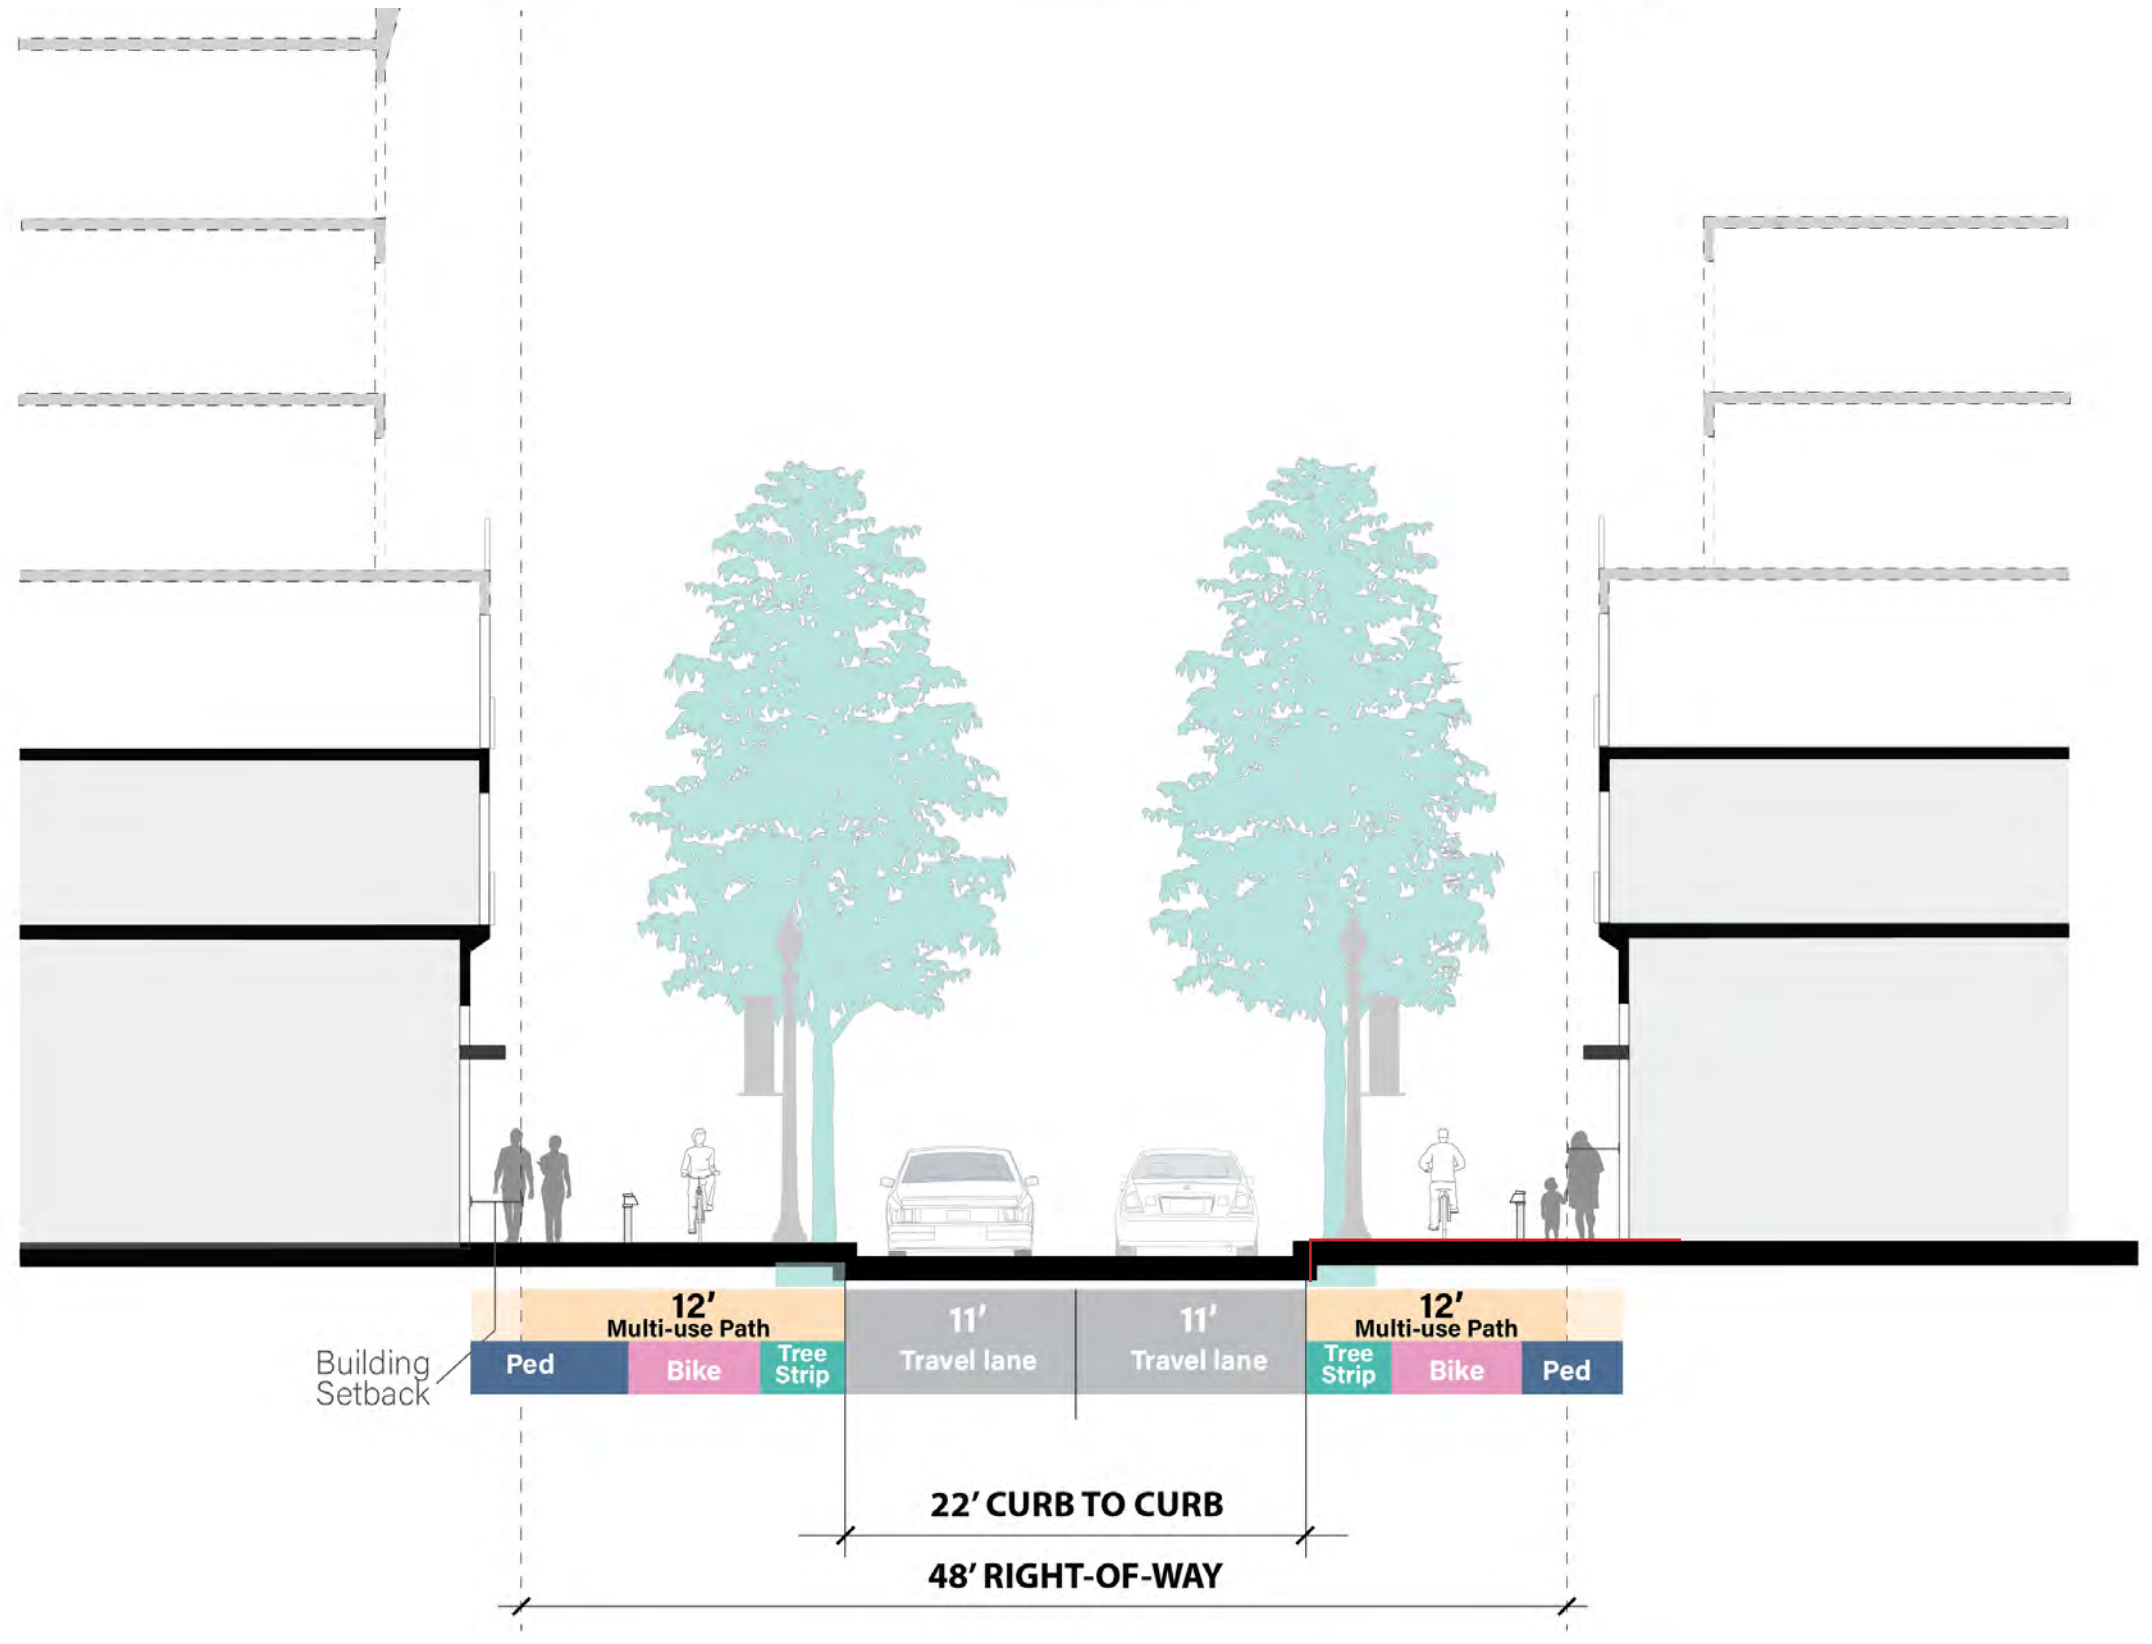 12′
Multi-use Path
11′
Travel lane
11′
Travel lane
12′
Multi-use Path
Building
Setback
Ped
Bike
Tree
Strip
Tree
Strip
Bike
Ped
22′ CURB TO CURB
48′ RIGHT-OF-WAY